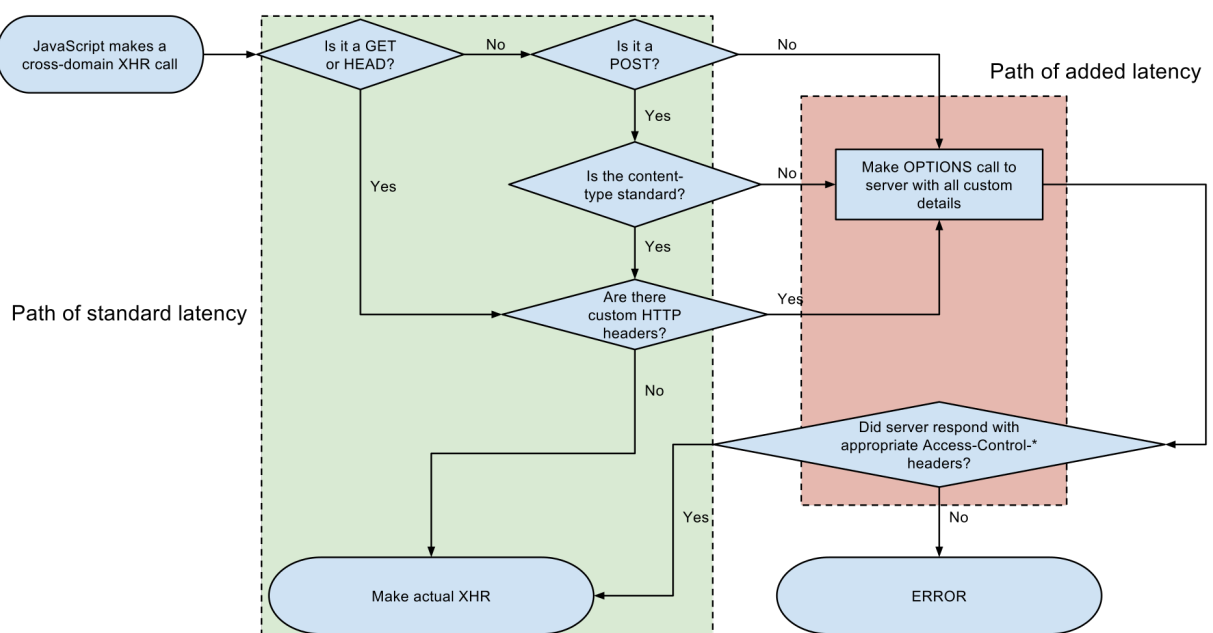 JavaScript makes a
cross-domain XHR call
Is it a GET
or HEAD?
No
Is it a
POST?
No
Path of added latency
Yes
Is the content-
type standard?
No
Make OPTIONS call to
server with all custom
details
Yes
Yes
Path of standard latency
Are there
custom HTTP
headers?
Yes
No
Did server respond with
appropriate Access-Control-*
headers?
Yes
No
Make actual XHR
ERROR